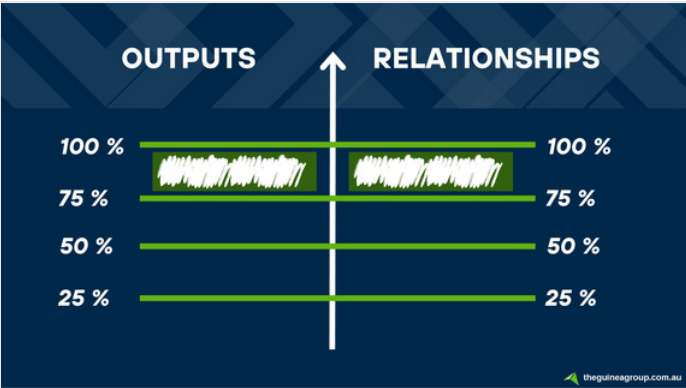 OUTPUTS RELATIONSHIPS
100 % 100 %
75 % 75 %
50 % 50 %
25 % 25 %
theguineagroup.com.au